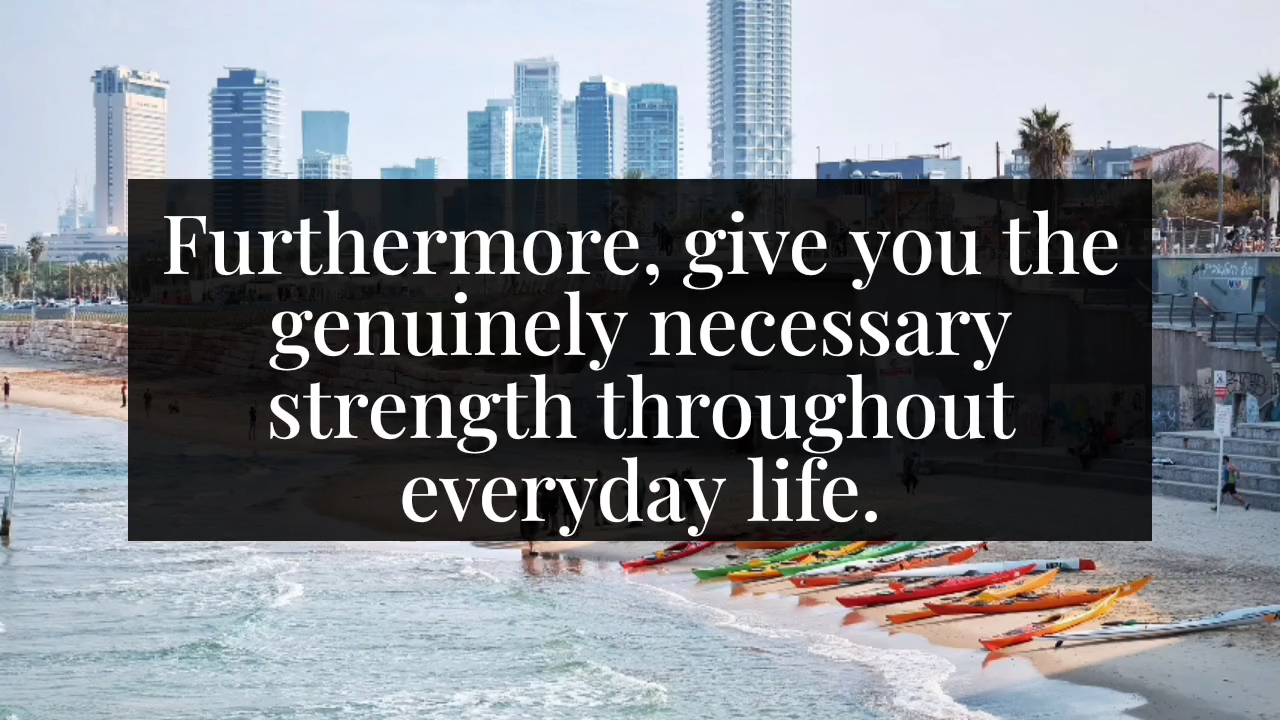 Furthermore, give you the
genuinely necessary
strength throughout
everyday life.